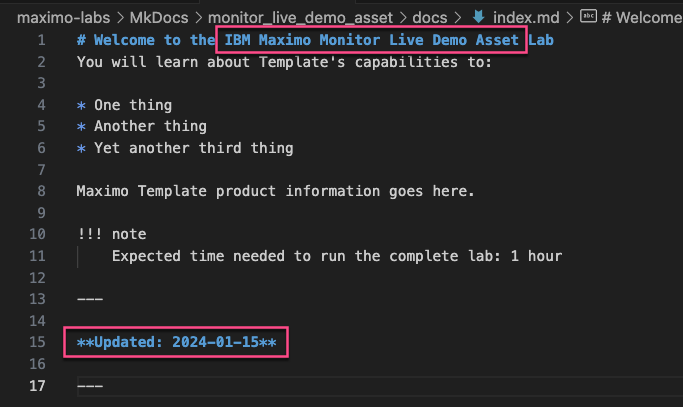 maximo-labs > MkDocs > monitor_live_demo_asset > docs > index.md > # Welcome
1 # Welcome to the IBM Maximo Monitor Live Demo Asset Lab
2 You will learn about Template's capabilities to:
3
4 * One thing
5 * Another thing
6 * Yet another third thing
7
8 Maximo Template product information goes here.
9
10 !!! note
11 Expected time needed to run the complete lab: 1 hour
12
13 ---
14
15 **Updated: 2024-01-15**
16
17 ---